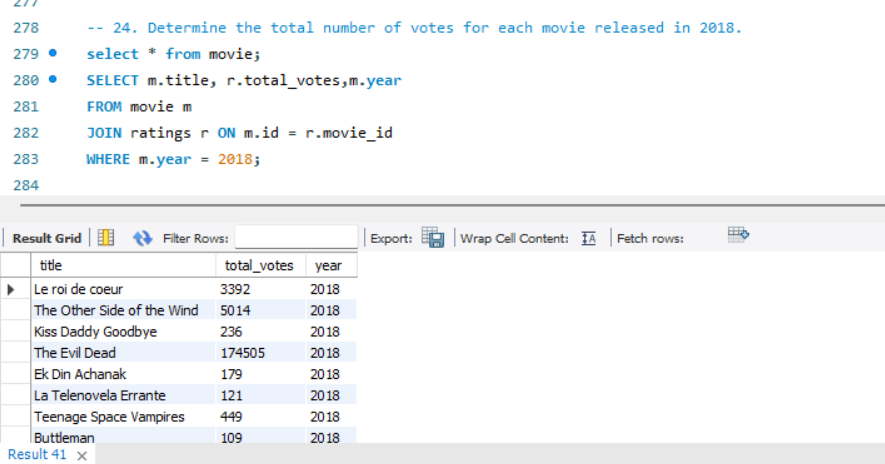 277
278 -- 24. Determine the total number of votes for each movie released in 2018.
279 select * from movie;
280 SELECT m.title, r.total_votes,m.year
281 FROM movie m
282 JOIN ratings r ON m.id = r.movie_id
283 WHERE m.year = 2018;
284
Result Grid Filter Rows: Export: Wrap Cell Content: Fetch rows:
title total_votes year
Le roi de coeur 3392 2018
The Other Side of the Wind 5014 2018
Kiss Daddy Goodbye 236 2018
The Evil Dead 174505 2018
Ek Din Achanak 179 2018
La Telenovela Errante 121 2018
Teenage Space Vampires 449 2018
Buttleman 109 2018
Result 41